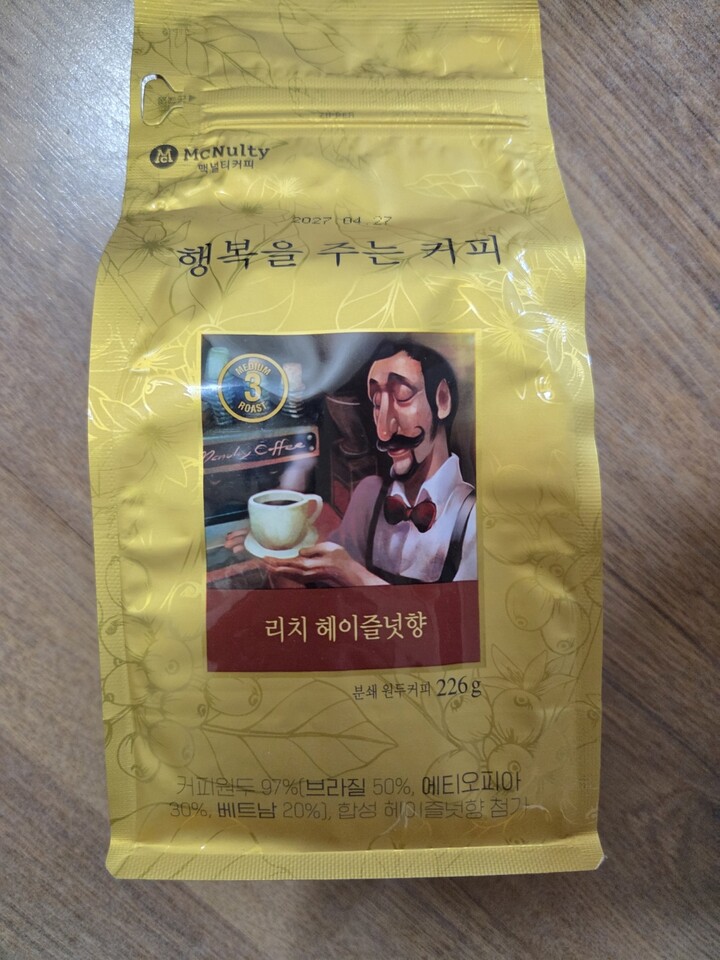 McNulty
맥널티커피
2027.04.27
행복을 주는 커피
MEDIUM
3
ROAST
Coffee
리치 헤이즐넛향
분쇄 원두커피 226g
커피원두 97%(브라질 50%, 에티오피아
30%, 베트남 20%), 합성 헤이즐넛향 첨가